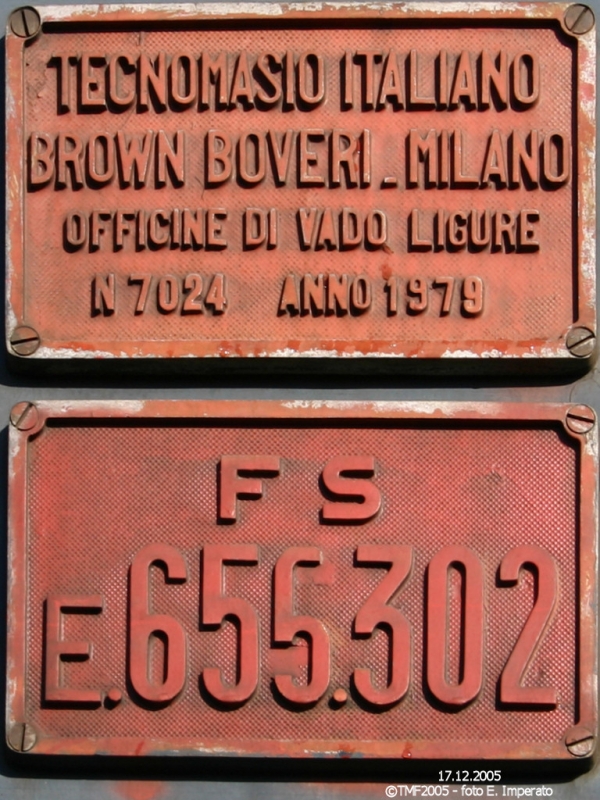 TECNOMASIO ITALIANO
BROWN BOVERI - MILANO
OFFICINE DI VADO LIGURE
N 7024 ANNO 1979
F S
E.655.302
17.12.2005
©TMF2005 - foto E. Imperato